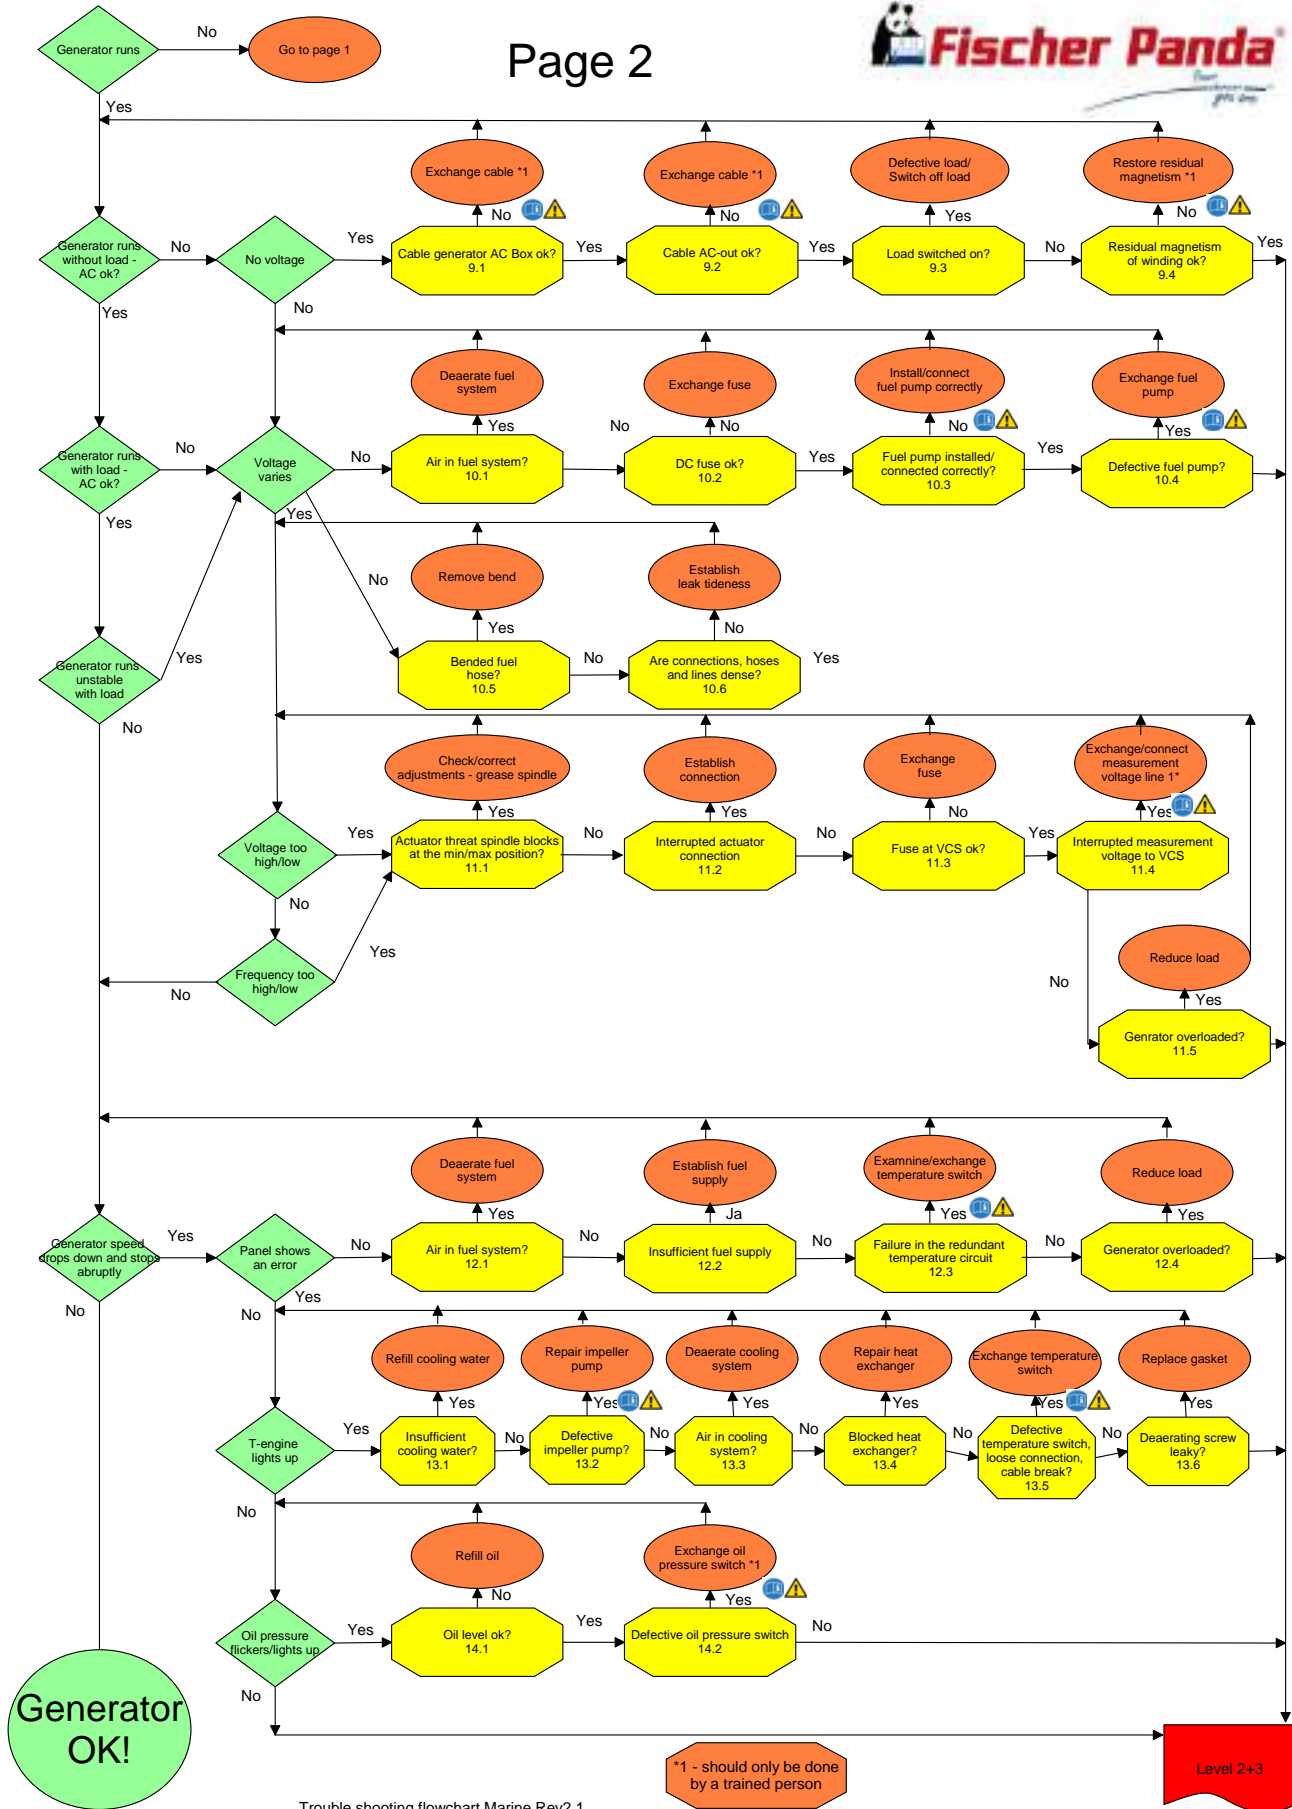 Page 2
Fischer Panda
Generator runs
No
Go to page 1
Yes
Exchange cable *1
Exchange cable *1
Defective load/
Switch off load
Restore residual
magnetism *1
No
No
Yes
No
Generator runs
without load -
AC ok?
No
No voltage
Yes
Cable generator AC Box ok?
9.1
Yes
Cable AC-out ok?
9.2
Yes
Load switched on?
9.3
No
Residual magnetism
of winding ok?
9.4
Yes
Yes
No
Deaerate fuel
system
Exchange fuse
Install/connect
fuel pump correctly
Exchange fuel
pump
Yes
No
No
No
Yes
Generator runs
with load -
AC ok?
No
Voltage
varies
No
Air in fuel system?
10.1
DC fuse ok?
10.2
Yes
Fuel pump installed/
connected correctly?
10.3
Yes
Defective fuel pump?
10.4
Yes
Yes
Remove bend
Establish
leak tideness
No
Yes
No
Generator runs
unstable
with load
Yes
Bended fuel
hose?
10.5
No
Are connections, hoses
and lines dense?
10.6
Yes
No
Check/correct
adjustments - grease spindle
Establish
connection
Exchange
fuse
Exchange/connect
measurement
voltage line 1*
Yes
Yes
No
Yes
Voltage too
high/low
Yes
Actuator threat spindle blocks
at the min/max position?
11.1
No
Interrupted actuator
connection
11.2
No
Fuse at VCS ok?
11.3
Yes
Interrupted measurement
voltage to VCS
11.4
No
Frequency too
high/low
Yes
No
No
Reduce load
Yes
Genrator overloaded?
11.5
Deaerate fuel
system
Establish fuel
supply
Examnine/exchange
temperature switch
Reduce load
Yes
Ja
Yes
Yes
Generator speed
drops down and stops
abruptly
Yes
Panel shows
an error
No
Air in fuel system?
12.1
No
Insufficient fuel supply
12.2
No
Failure in the redundant
temperature circuit
12.3
No
Generator overloaded?
12.4
No
No
Yes
Refill cooling water
Repair impeller
pump
Deaerate cooling
system
Repair heat
exchanger
Exchange temperature
switch
Replace gasket
Yes
Yes
Yes
Yes
Yes
Yes
T-engine
lights up
Yes
Insufficient
cooling water?
13.1
No
Defective
impeller pump?
13.2
No
Air in cooling
system?
13.3
No
Blocked heat
exchanger?
13.4
No
Defective
temperature switch,
loose connection,
cable break?
13.5
No
Deaerating screw
leaky?
13.6
No
Refill oil
Exchange oil
pressure switch *1
No
Yes
Oil pressure
flickers/lights up
Yes
Oil level ok?
14.1
Yes
Defective oil pressure switch
14.2
No
No
Generator
OK!
*1 - should only be done
by a trained person
Level 2+3
Trouble shooting flowchart Marine Rev2.1